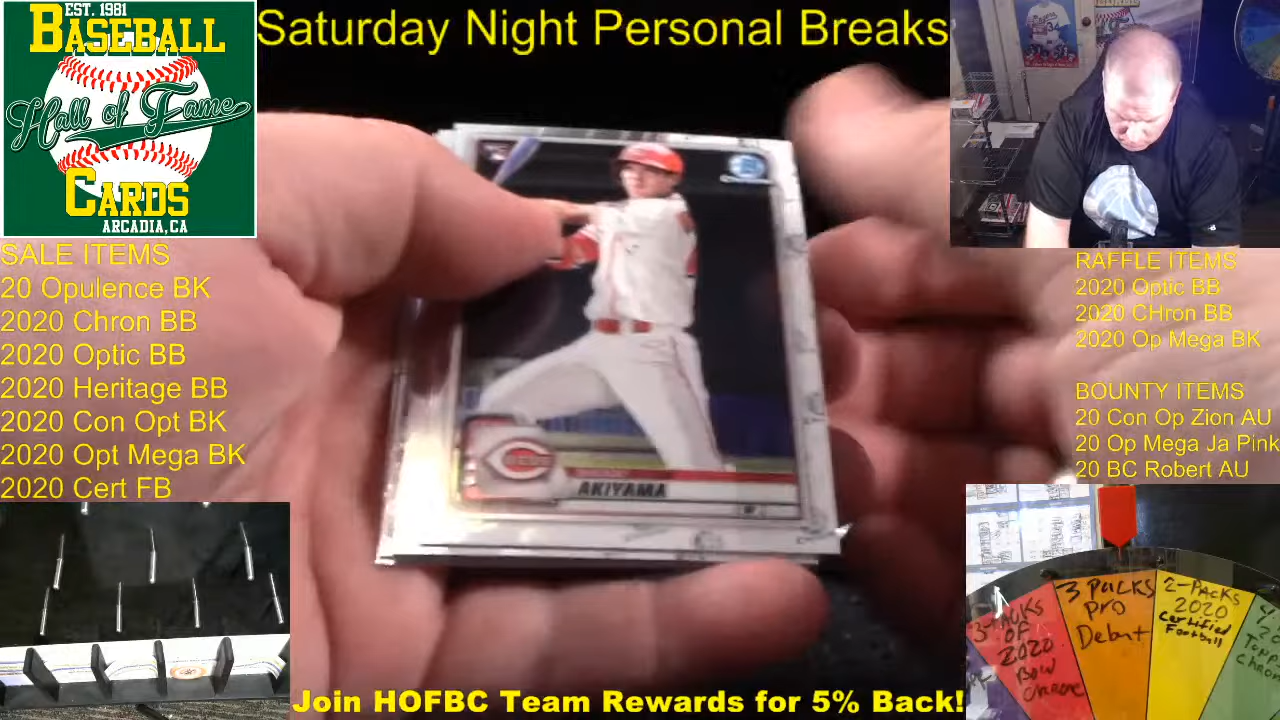 EST. 1981
BASEBALL
Hall of Fame
CARDS
ARCADIA,CA
Saturday Night Personal Breaks
SALE ITEMS
20 Opulence BK
2020 Chron BB
2020 Optic BB
2020 Heritage BB
2020 Con Opt BK
2020 Opt Mega BK
2020 Cert FB
AKIYAMA
RAFFLE ITEMS
2020 Optic BB
2020 CHron BB
2020 Op Mega BK
BOUNTY ITEMS
20 Con Op Zion AU
20 Op Mega Ja Pink
20 BC Robert AU
3-PACKS
OF
2020
BOW
CHROME
3 PACKS
PRO
Debut
2-PACKS
2020
Certified
Football
Join HOFBC Team Rewards for 5% Back!